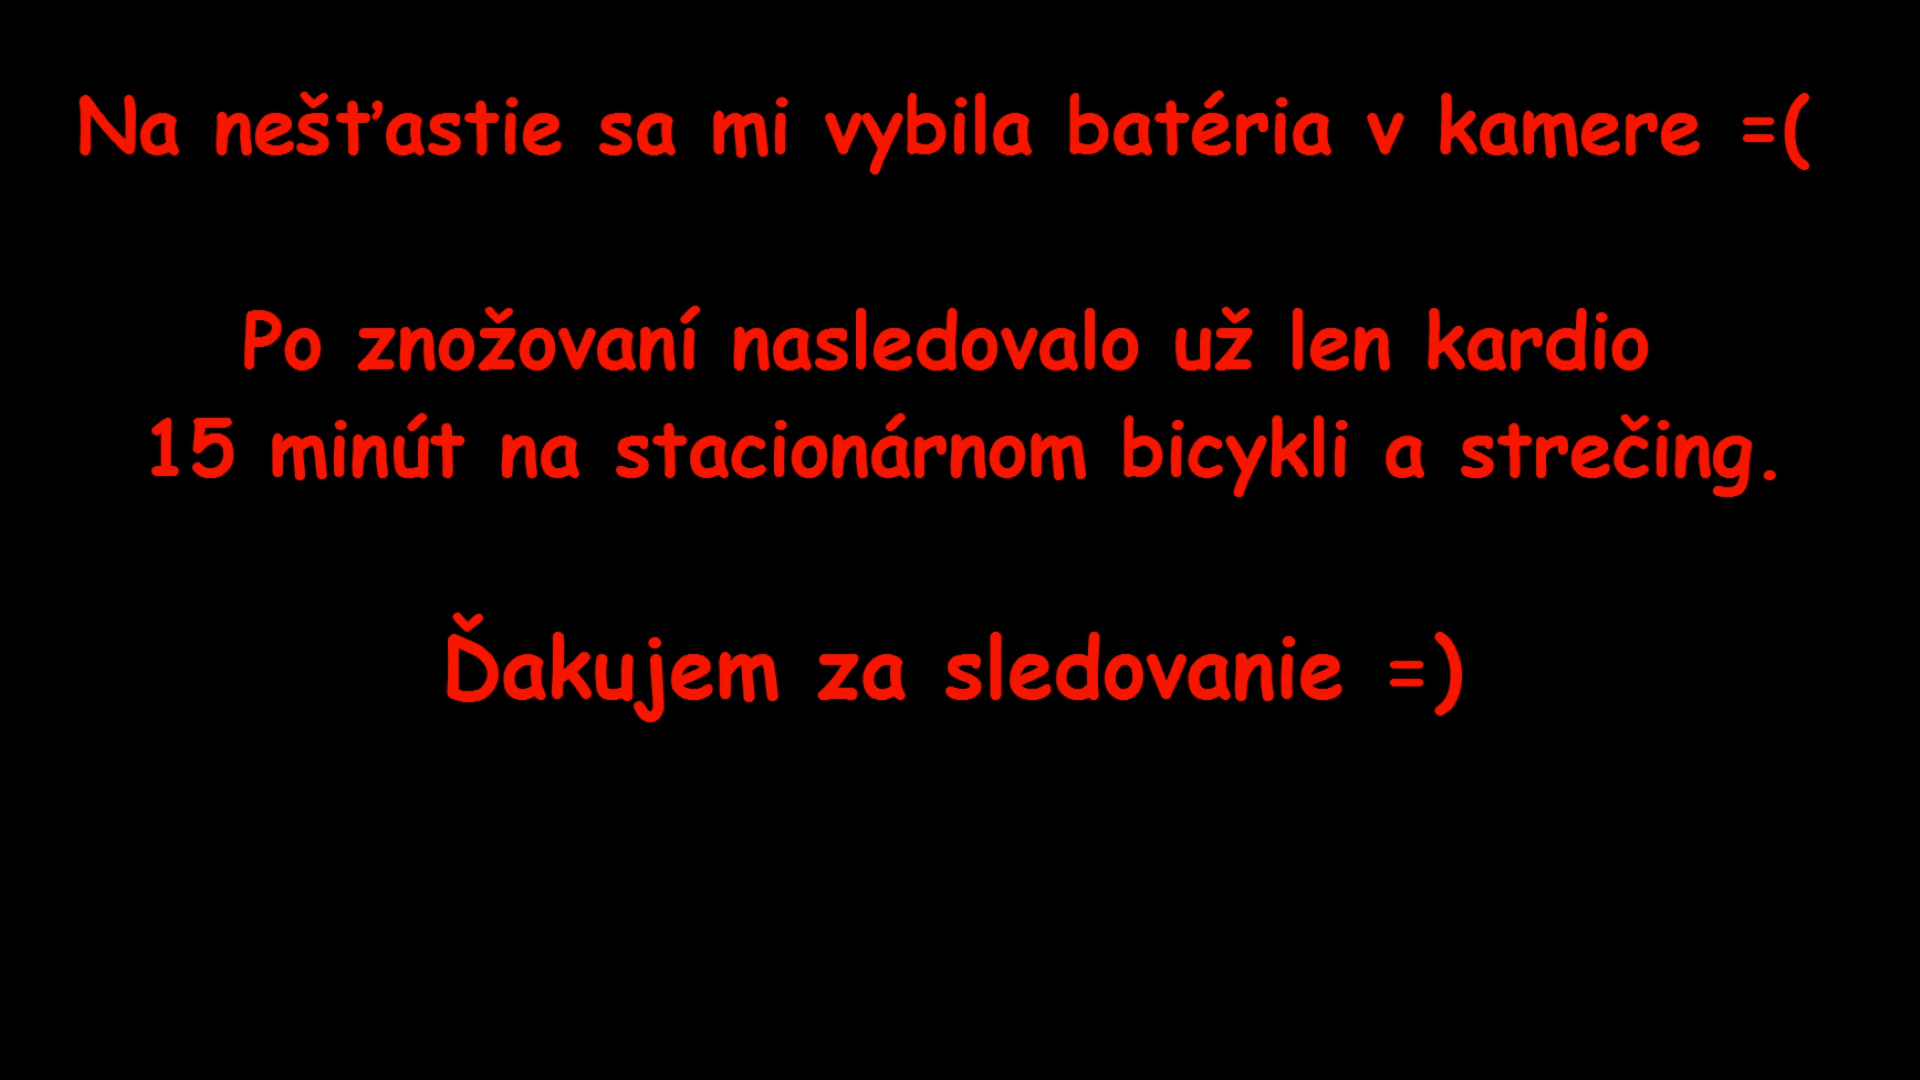 Na nešťastie sa mi vybila batéria v kamere =(
Po znožovaní nasledovalo už len kardio
15 minút na stacionárnom bicykli a strečing.
Ďakujem za sledovanie =)